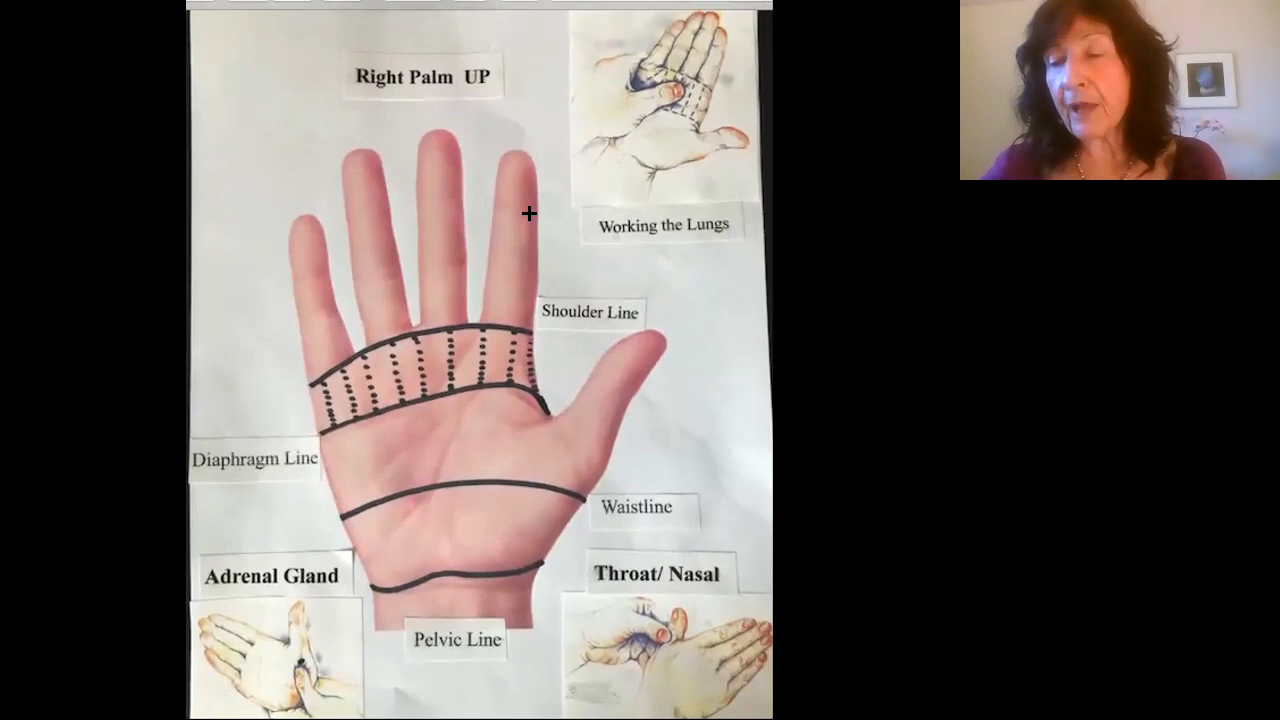 Right Palm UP
Working the Lungs
Shoulder Line
Diaphragm Line
Waistline
Adrenal Gland
Throat/ Nasal
Pelvic Line